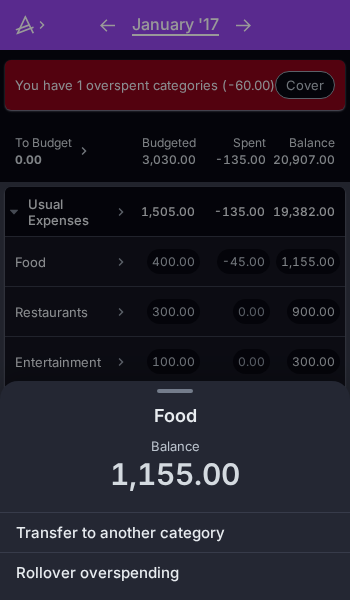 January '17
You have 1 overspent categories (-60.00)
Cover
To Budget
0.00
Budgeted
3,030.00
Spent
-135.00
Balance
20,907.00
Usual Expenses
1,505.00
-135.00
19,382.00
Food
400.00
-45.00
1,155.00
Restaurants
300.00
0.00
900.00
Entertainment
100.00
0.00
300.00
Food
Balance
1,155.00
Transfer to another category
Rollover overspending